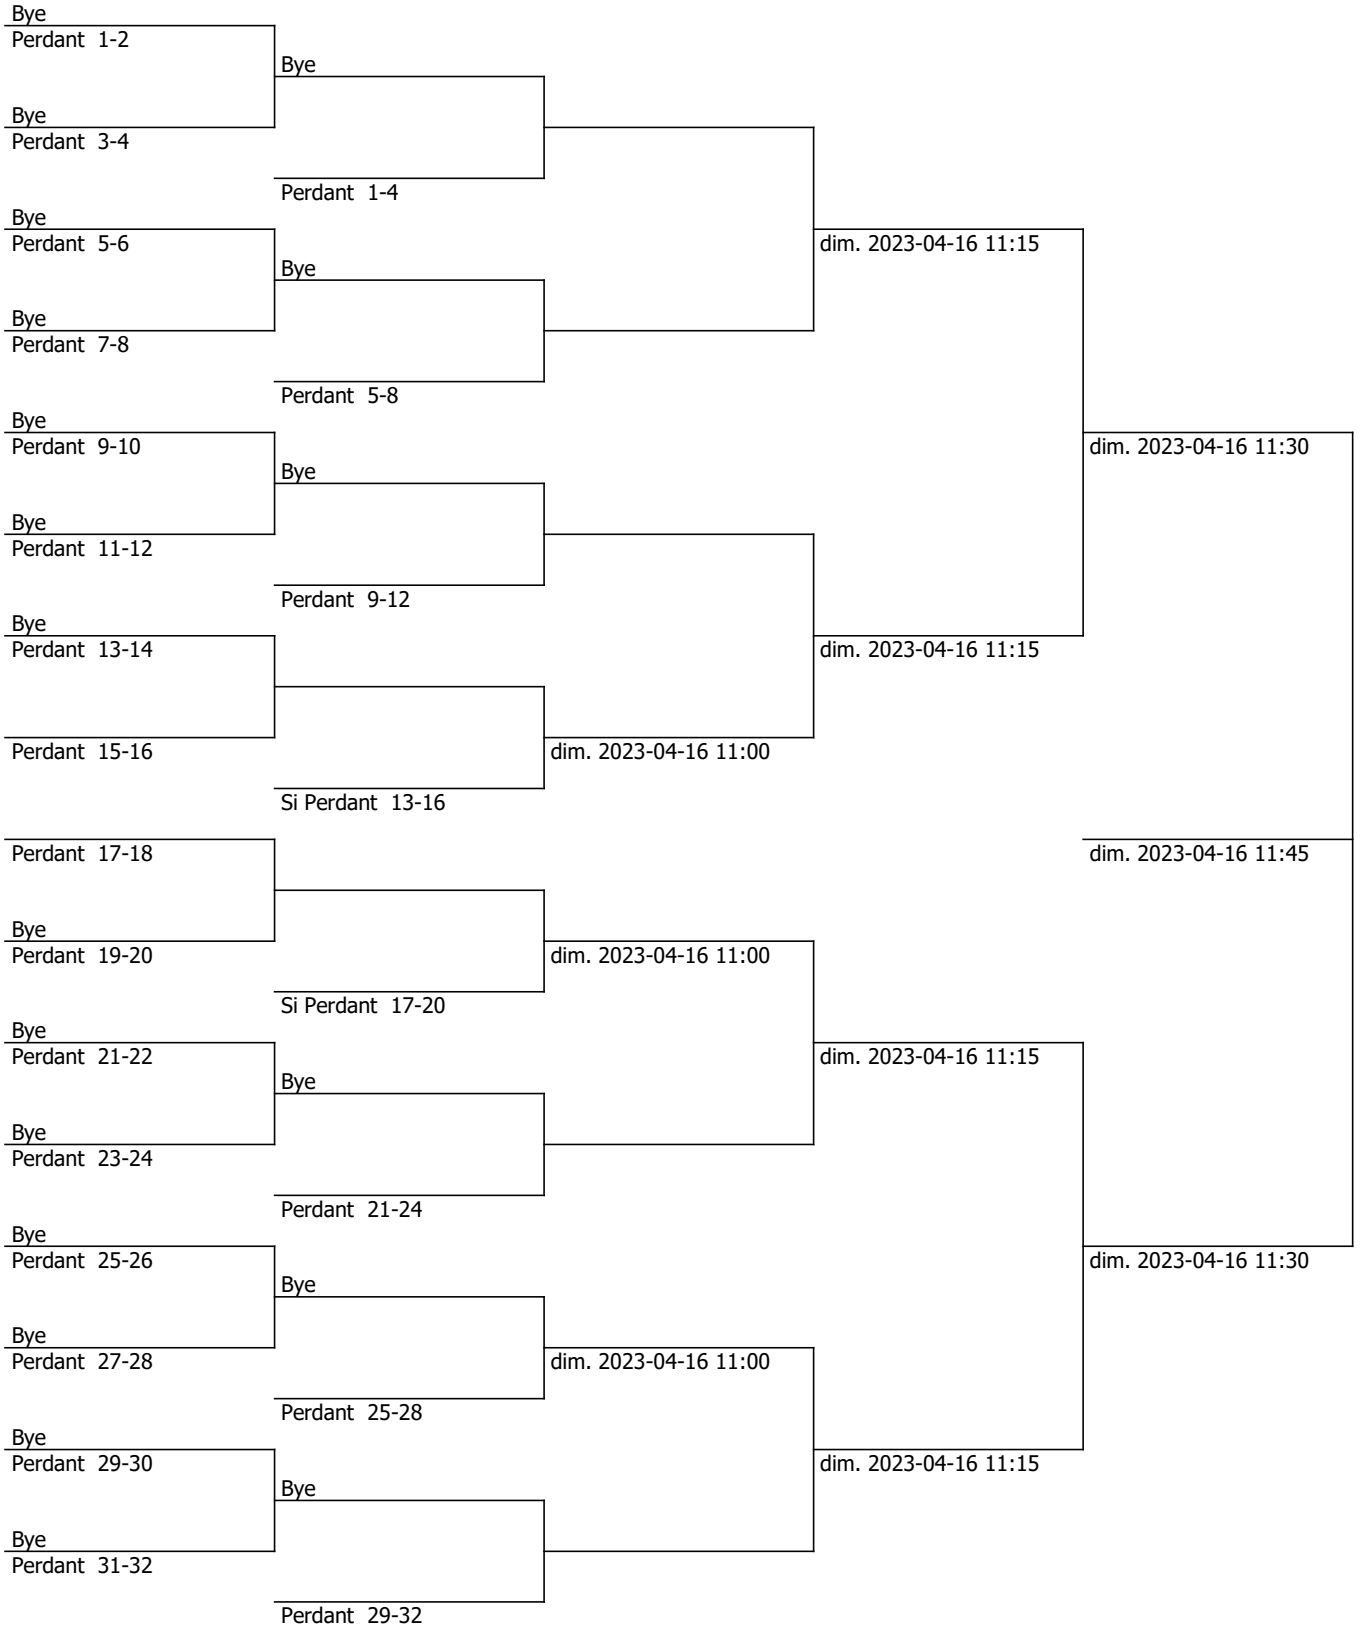 Bye
Perdant 1-2
Bye
Bye
Perdant 3-4
Perdant 1-4
Bye
Perdant 5-6
dim. 2023-04-16 11:15
Bye
Bye
Perdant 7-8
Perdant 5-8
Bye
Perdant 9-10
dim. 2023-04-16 11:30
Bye
Bye
Perdant 11-12
Perdant 9-12
Bye
Perdant 13-14
dim. 2023-04-16 11:15
Perdant 15-16
dim. 2023-04-16 11:00
Si Perdant 13-16
Perdant 17-18
dim. 2023-04-16 11:45
Bye
Perdant 19-20
dim. 2023-04-16 11:00
Si Perdant 17-20
Bye
Perdant 21-22
dim. 2023-04-16 11:15
Bye
Bye
Perdant 23-24
Perdant 21-24
Bye
Perdant 25-26
dim. 2023-04-16 11:30
Bye
Bye
Perdant 27-28
dim. 2023-04-16 11:00
Perdant 25-28
Bye
Perdant 29-30
dim. 2023-04-16 11:15
Bye
Bye
Perdant 31-32
Perdant 29-32